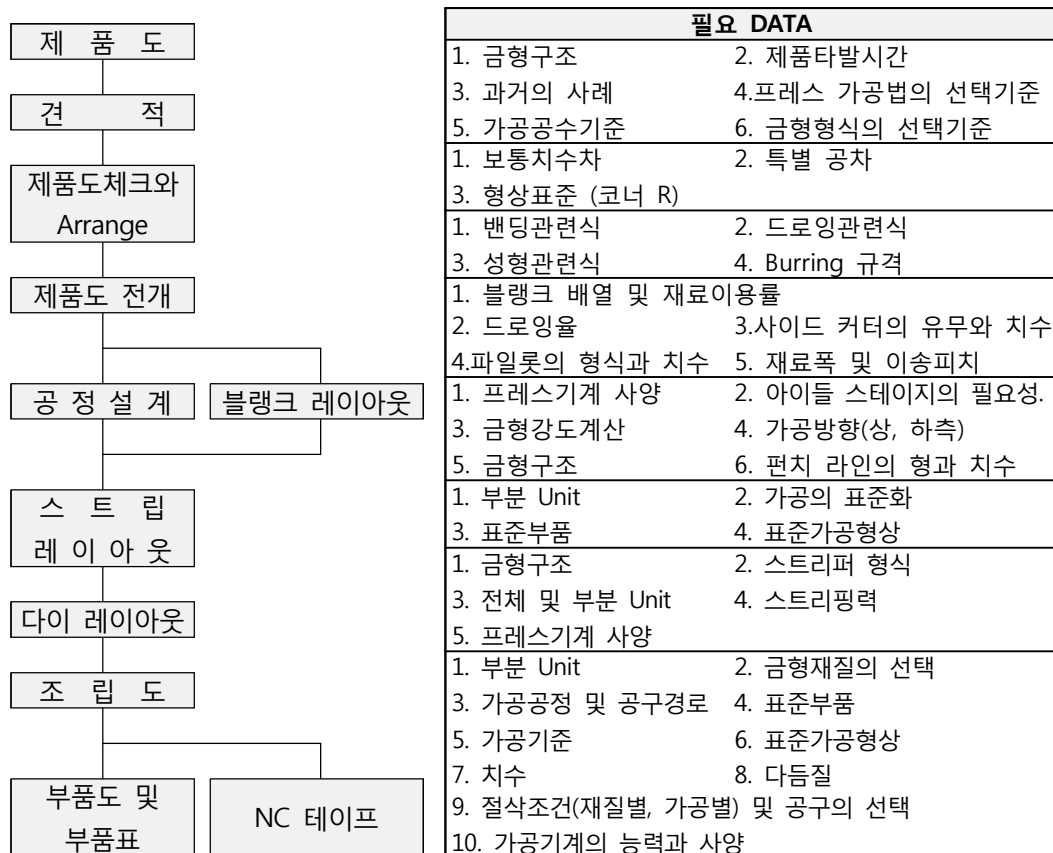 제 품 도
견 적
제품도체크와
Arrange
제품도 전개
공 정 설 계
블랭크 레이아웃
스 트 립
레 이 아 웃
다이 레이아웃
조 립 도
부품도 및
부품표
NC 테이프
필요 DATA
1. 금형구조 2. 제품타발시간
3. 과거의 사례 4.프레스 가공법의 선택기준
5. 가공공수기준 6. 금형형식의 선택기준
1. 보통치수차 2. 특별 공차
3. 형상표준 (코너 R)
1. 밴딩관련식 2. 드로잉관련식
3. 성형관련식 4. Burring 규격
1. 블랭크 배열 및 재료이용률
2. 드로잉율 3.사이드 커터의 유무와 치수
4.파일롯의 형식과 치수 5. 재료폭 및 이송피치
1. 프레스기계 사양 2. 아이들 스테이지의 필요성.
3. 금형강도계산 4. 가공방향(상, 하측)
5. 금형구조 6. 펀치 라인의 형과 치수
1. 부분 Unit 2. 가공의 표준화
3. 표준부품 4. 표준가공형상
1. 금형구조 2. 스트리퍼 형식
3. 전체 및 부분 Unit 4. 스트리핑력
5. 프레스기계 사양
1. 부분 Unit 2. 금형재질의 선택
3. 가공공정 및 공구경로 4. 표준부품
5. 가공기준 6. 표준가공형상
7. 치수 8. 다듬질
9. 절삭조건(재질별, 가공별) 및 공구의 선택
10. 가공기계의 능력과 사양